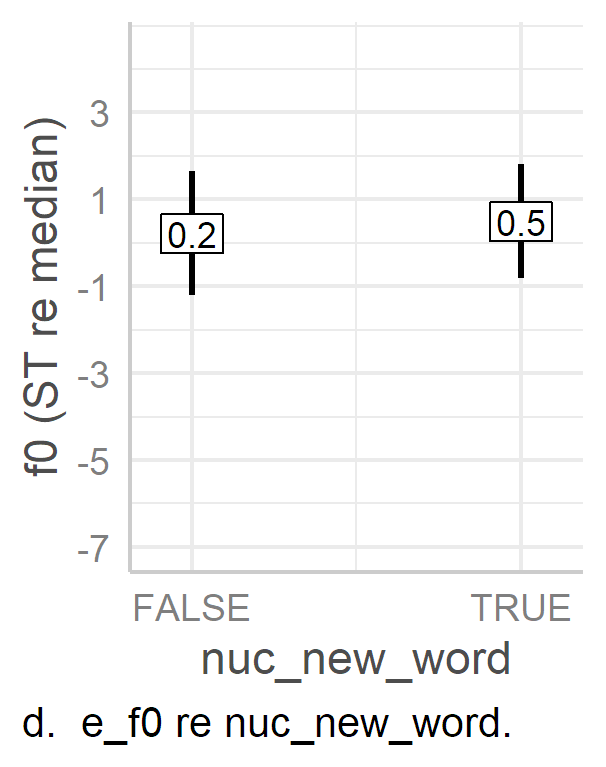 f0 (ST re median)
3
1
-1
-3
-5
-7
0.2
0.5
FALSE TRUE
nuc_new_word
d. e_f0 re nuc_new_word.